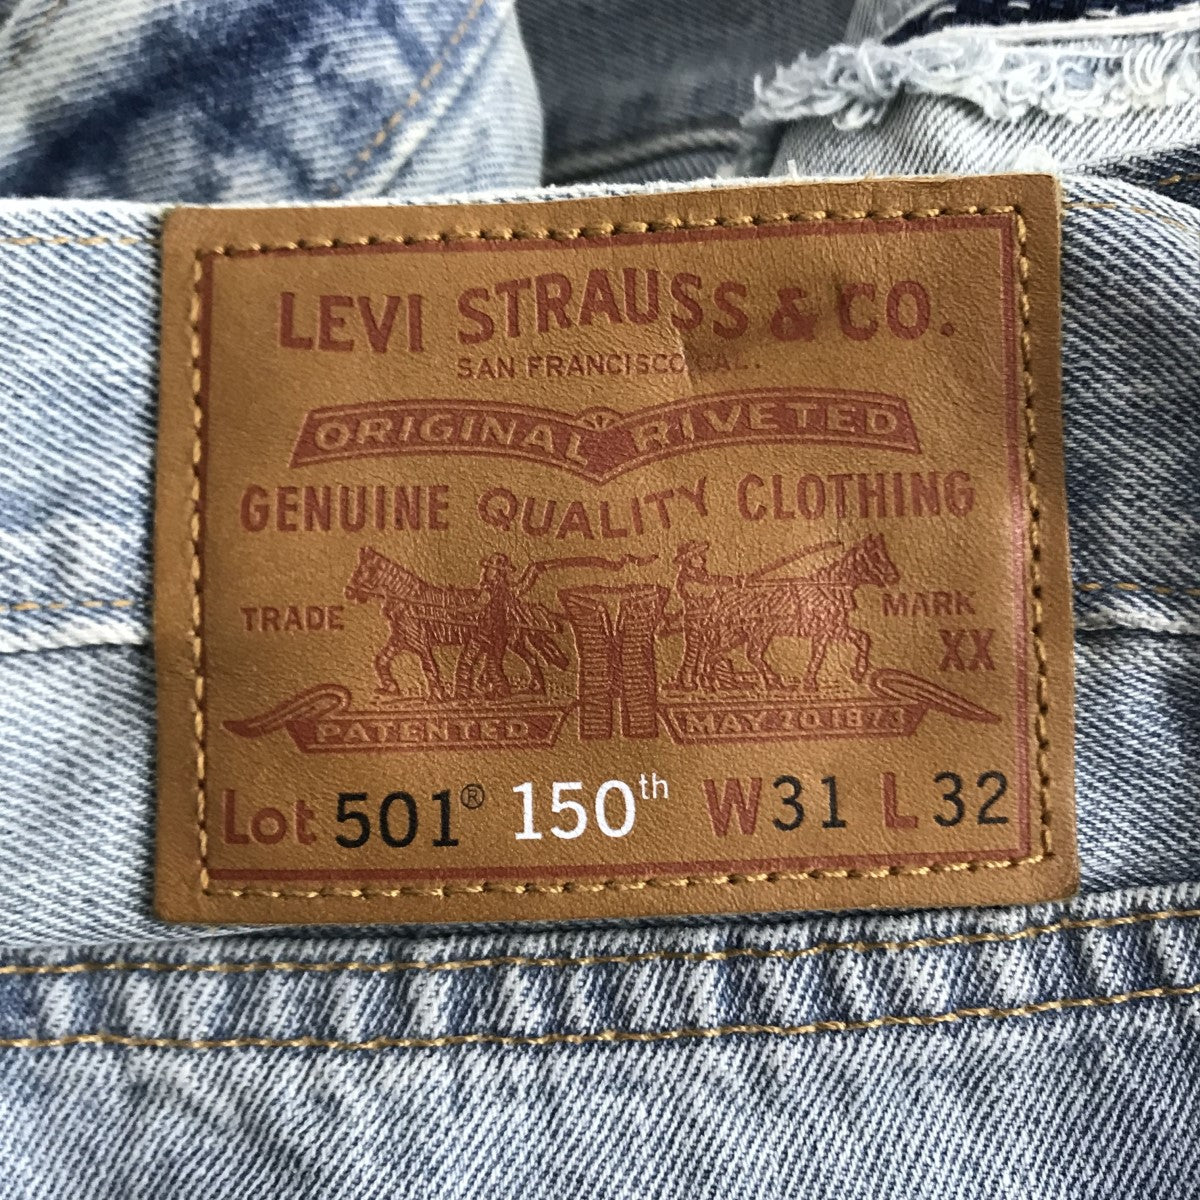 LEVI STRAUSS & CO.
SAN FRANCISCO CAL.
ORIGINAL RIVETED
GENUINE QUALITY CLOTHING
TRADE MARK
XX
PATENTED MAY 20.1873
Lot 501® 150th W31 L32